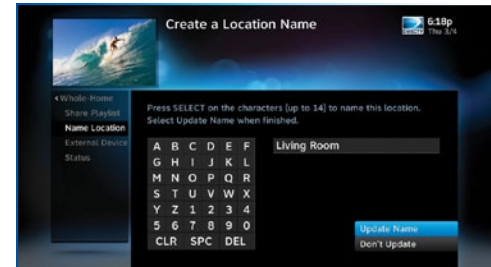 Create a Location Name
DIRECTV
6:18p
Thu 3/4
Whole-Home
Share Playlist
Name Location
External Device
Status
Press SELECT on the characters (up to 14) to name this location.
Select Update Name when finished.
A B C D E F
G H I J K L
M N O P Q R
S T U V W X
Y Z 1 2 3 4
5 6 7 8 9 0
CLR SPC DEL
Living Room
Update Name
Don't Update